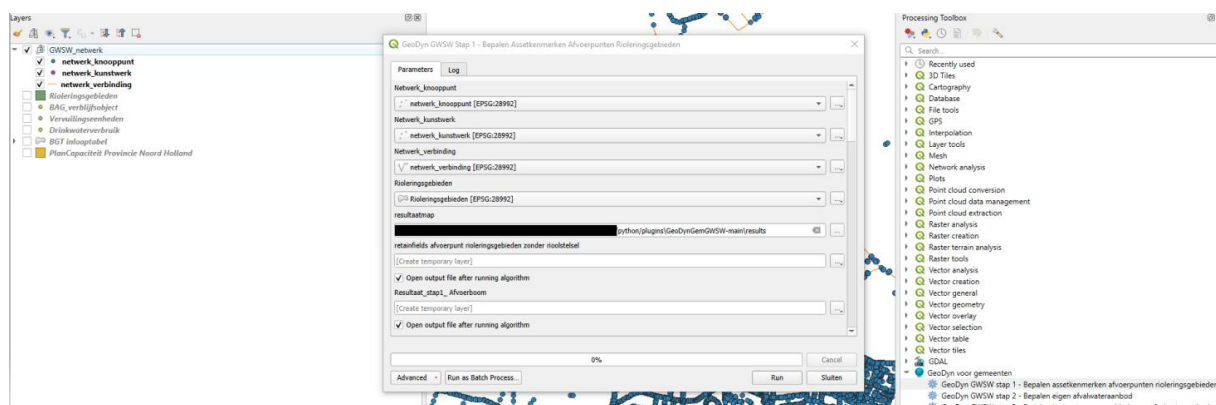 Layers
GWSW_netwerk
netwerk_knooppunt
netwerk_kunstwerk
netwerk_verbinding
Rioleringsgebieden
BAG_verblijfsobject
Vervuilingseenheden
Drinkwaterverbruik
BGT inlooptabel
PlanCapaciteit Provincie Noord Holland
GeoDyn GWSW Stap 1 - Bepalen Assetkenmerken Afvoerpunten Rioleringsgebieden
Parameters Log
Netwerk_knooppunt
netwerk_knooppunt [EPSG:28992]
Netwerk_kunstwerk
netwerk_kunstwerk [EPSG:28992]
Netwerk_verbinding
netwerk_verbinding [EPSG:28992]
Rioleringsgebieden
Rioleringsgebieden [EPSG:28992]
resultaatmap
/python/plugins\GeoDynGemGWSW-main\results
retainfields afvoerpunt rioleringsgebieden zonder rioolstelsel
[Create temporary layer]
Open output file after running algorithm
Resultaat_stap1_ Afvoerboom
[Create temporary layer]
Open output file after running algorithm
0% Cancel
Advanced Run as Batch Process... Run Sluiten
Processing Toolbox
Search...
Recently used
3D Tiles
Cartography
Database
File tools
GPS
Interpolation
Layer tools
Mesh
Network analysis
Plots
Point cloud conversion
Point cloud data management
Point cloud extraction
Raster analysis
Raster creation
Raster terrain analysis
Raster tools
Vector analysis
Vector creation
Vector general
Vector geometry
Vector overlay
Vector selection
Vector table
Vector tiles
GDAL
GeoDyn voor gemeenten
GeoDyn GWSW stap 1 - Bepalen assetkenmerken afvoerpunten rioleringsgebieden
GeoDyn GWSW stap 2 - Bepalen eigen afvalwateraanbod